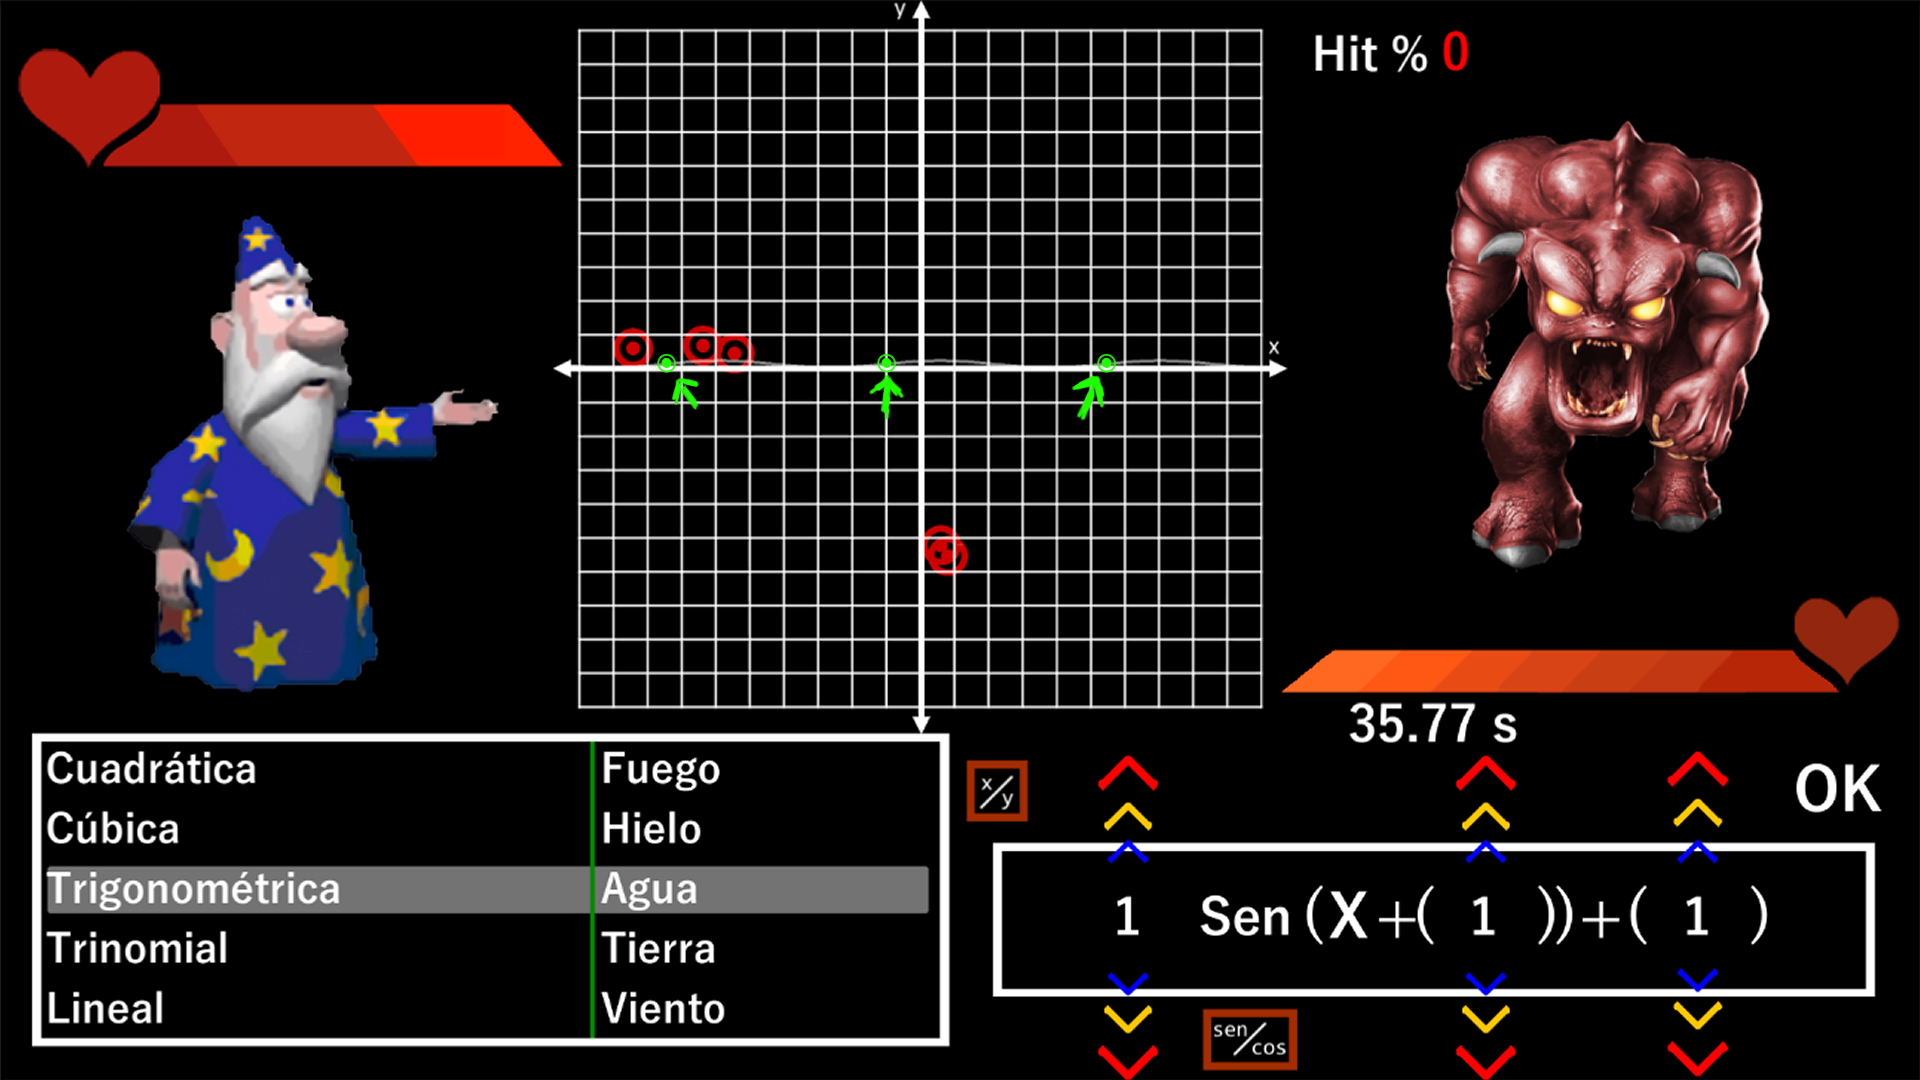 y
Hit % 0
x
35.77 s
Cuadrática Fuego
Cúbica Hielo
Trigonométrica Agua
Trinomial Tierra
Lineal Viento
x/y
OK
1 Sen (X +( 1 ))+( 1 )
sen/cos